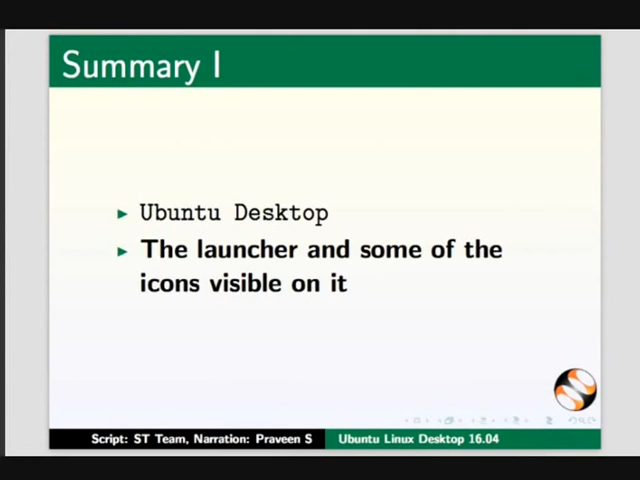 Summary I
Ubuntu Desktop
The launcher and some of the
icons visible on it
Script: ST Team, Narration: Praveen S
Ubuntu Linux Desktop 16.04